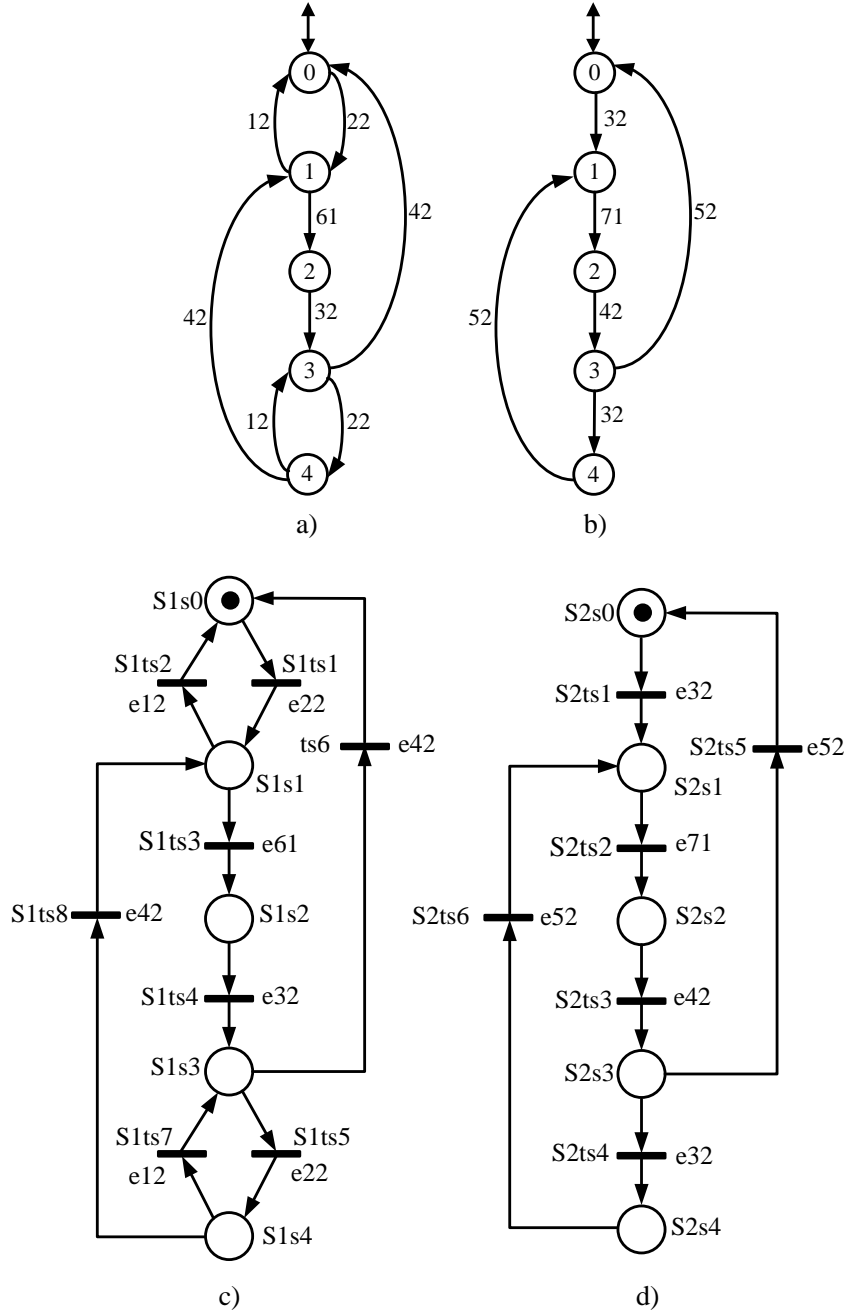 0
12
22
1
61
42
2
42
32
3
12
22
4
a)
0
32
1
71
52
2
52
42
3
32
4
b)
S1s0
S1ts2
S1ts1
e12
e22
ts6
e42
S1s1
S1ts3
e61
S1ts8
e42
S1s2
S1ts4
e32
S1s3
S1ts7
S1ts5
e12
e22
S1s4
c)
S2s0
S2ts1
e32
S2ts5
e52
S2s1
S2ts2
e71
S2ts6
e52
S2s2
S2ts3
e42
S2s3
S2ts4
e32
S2s4
d)